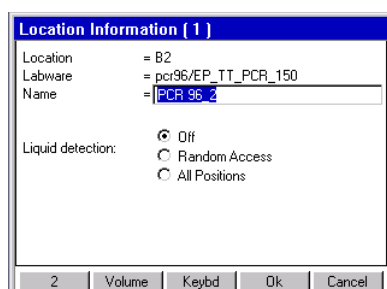 Location Information ( 1 )
Location = B2
Labware = pcr96/EP_TT_PCR_150
Name = PCR 96_2
Off
Liquid detection: Random Access
All Positions
2 Volume Keybd Ok Cancel